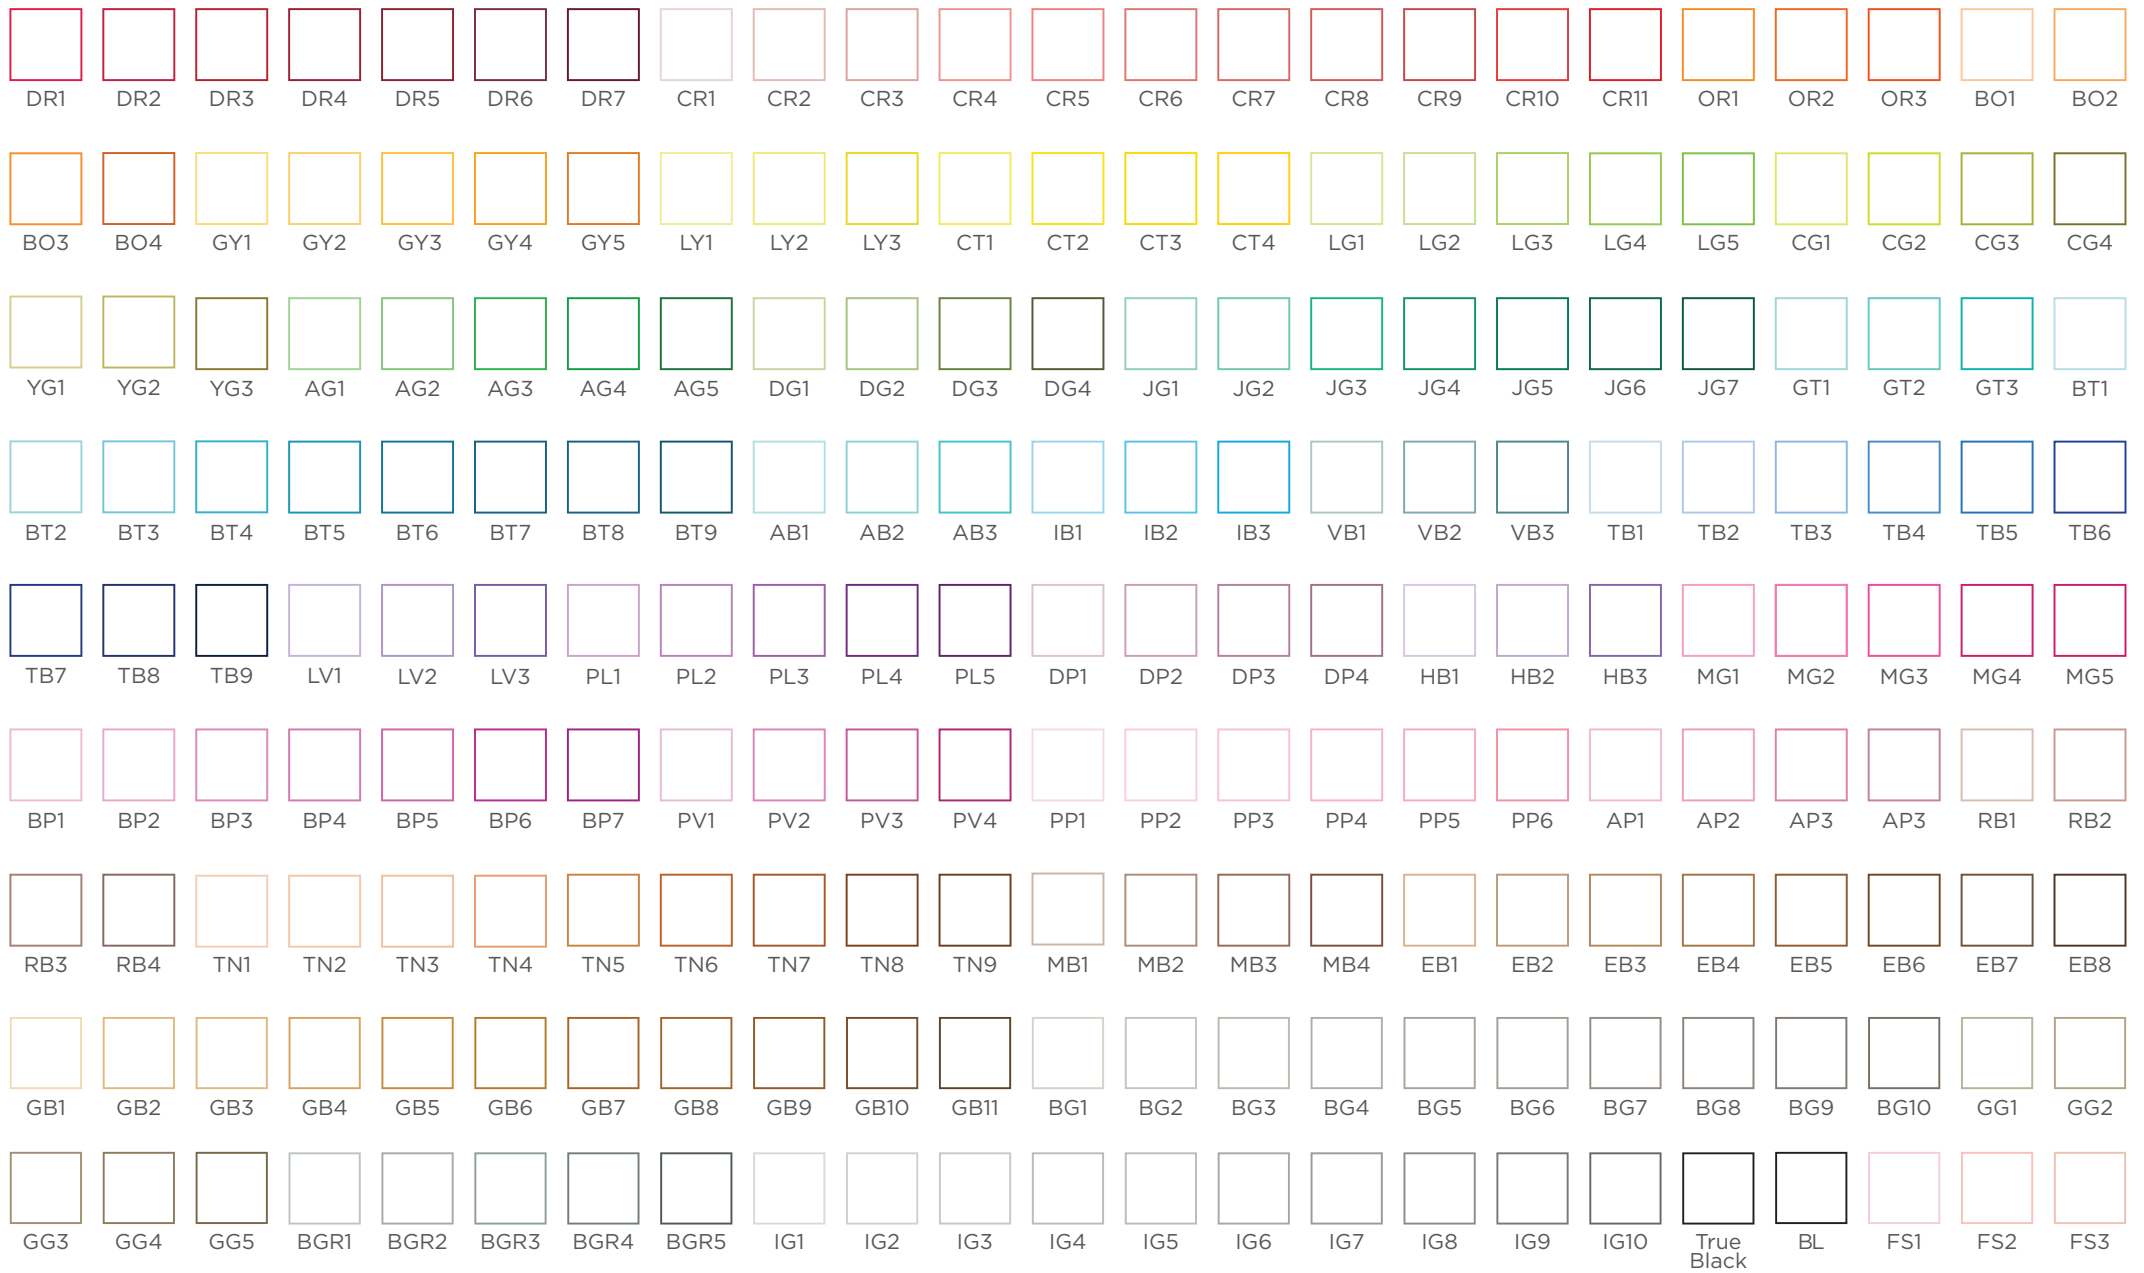 DR1 DR2 DR3 DR4 DR5 DR6 DR7 CR1 CR2 CR3 CR4 CR5 CR6 CR7 CR8 CR9 CR10 CR11 OR1 OR2 OR3 BO1 BO2
BO3 BO4 GY1 GY2 GY3 GY4 GY5 LY1 LY2 LY3 CT1 CT2 CT3 CT4 LG1 LG2 LG3 LG4 LG5 CG1 CG2 CG3 CG4
YG1 YG2 YG3 AG1 AG2 AG3 AG4 AG5 DG1 DG2 DG3 DG4 JG1 JG2 JG3 JG4 JG5 JG6 JG7 GT1 GT2 GT3 BT1
BT2 BT3 BT4 BT5 BT6 BT7 BT8 BT9 AB1 AB2 AB3 IB1 IB2 IB3 VB1 VB2 VB3 TB1 TB2 TB3 TB4 TB5 TB6
TB7 TB8 TB9 LV1 LV2 LV3 PL1 PL2 PL3 PL4 PL5 DP1 DP2 DP3 DP4 HB1 HB2 HB3 MG1 MG2 MG3 MG4 MG5
BP1 BP2 BP3 BP4 BP5 BP6 BP7 PV1 PV2 PV3 PV4 PP1 PP2 PP3 PP4 PP5 PP6 AP1 AP2 AP3 AP3 RB1 RB2
RB3 RB4 TN1 TN2 TN3 TN4 TN5 TN6 TN7 TN8 TN9 MB1 MB2 MB3 MB4 EB1 EB2 EB3 EB4 EB5 EB6 EB7 EB8
GB1 GB2 GB3 GB4 GB5 GB6 GB7 GB8 GB9 GB10 GB11 BG1 BG2 BG3 BG4 BG5 BG6 BG7 BG8 BG9 BG10 GG1 GG2
GG3 GG4 GG5 BGR1 BGR2 BGR3 BGR4 BGR5 IG1 IG2 IG3 IG4 IG5 IG6 IG7 IG8 IG9 IG10 True BL FS1 FS2 FS3
Black